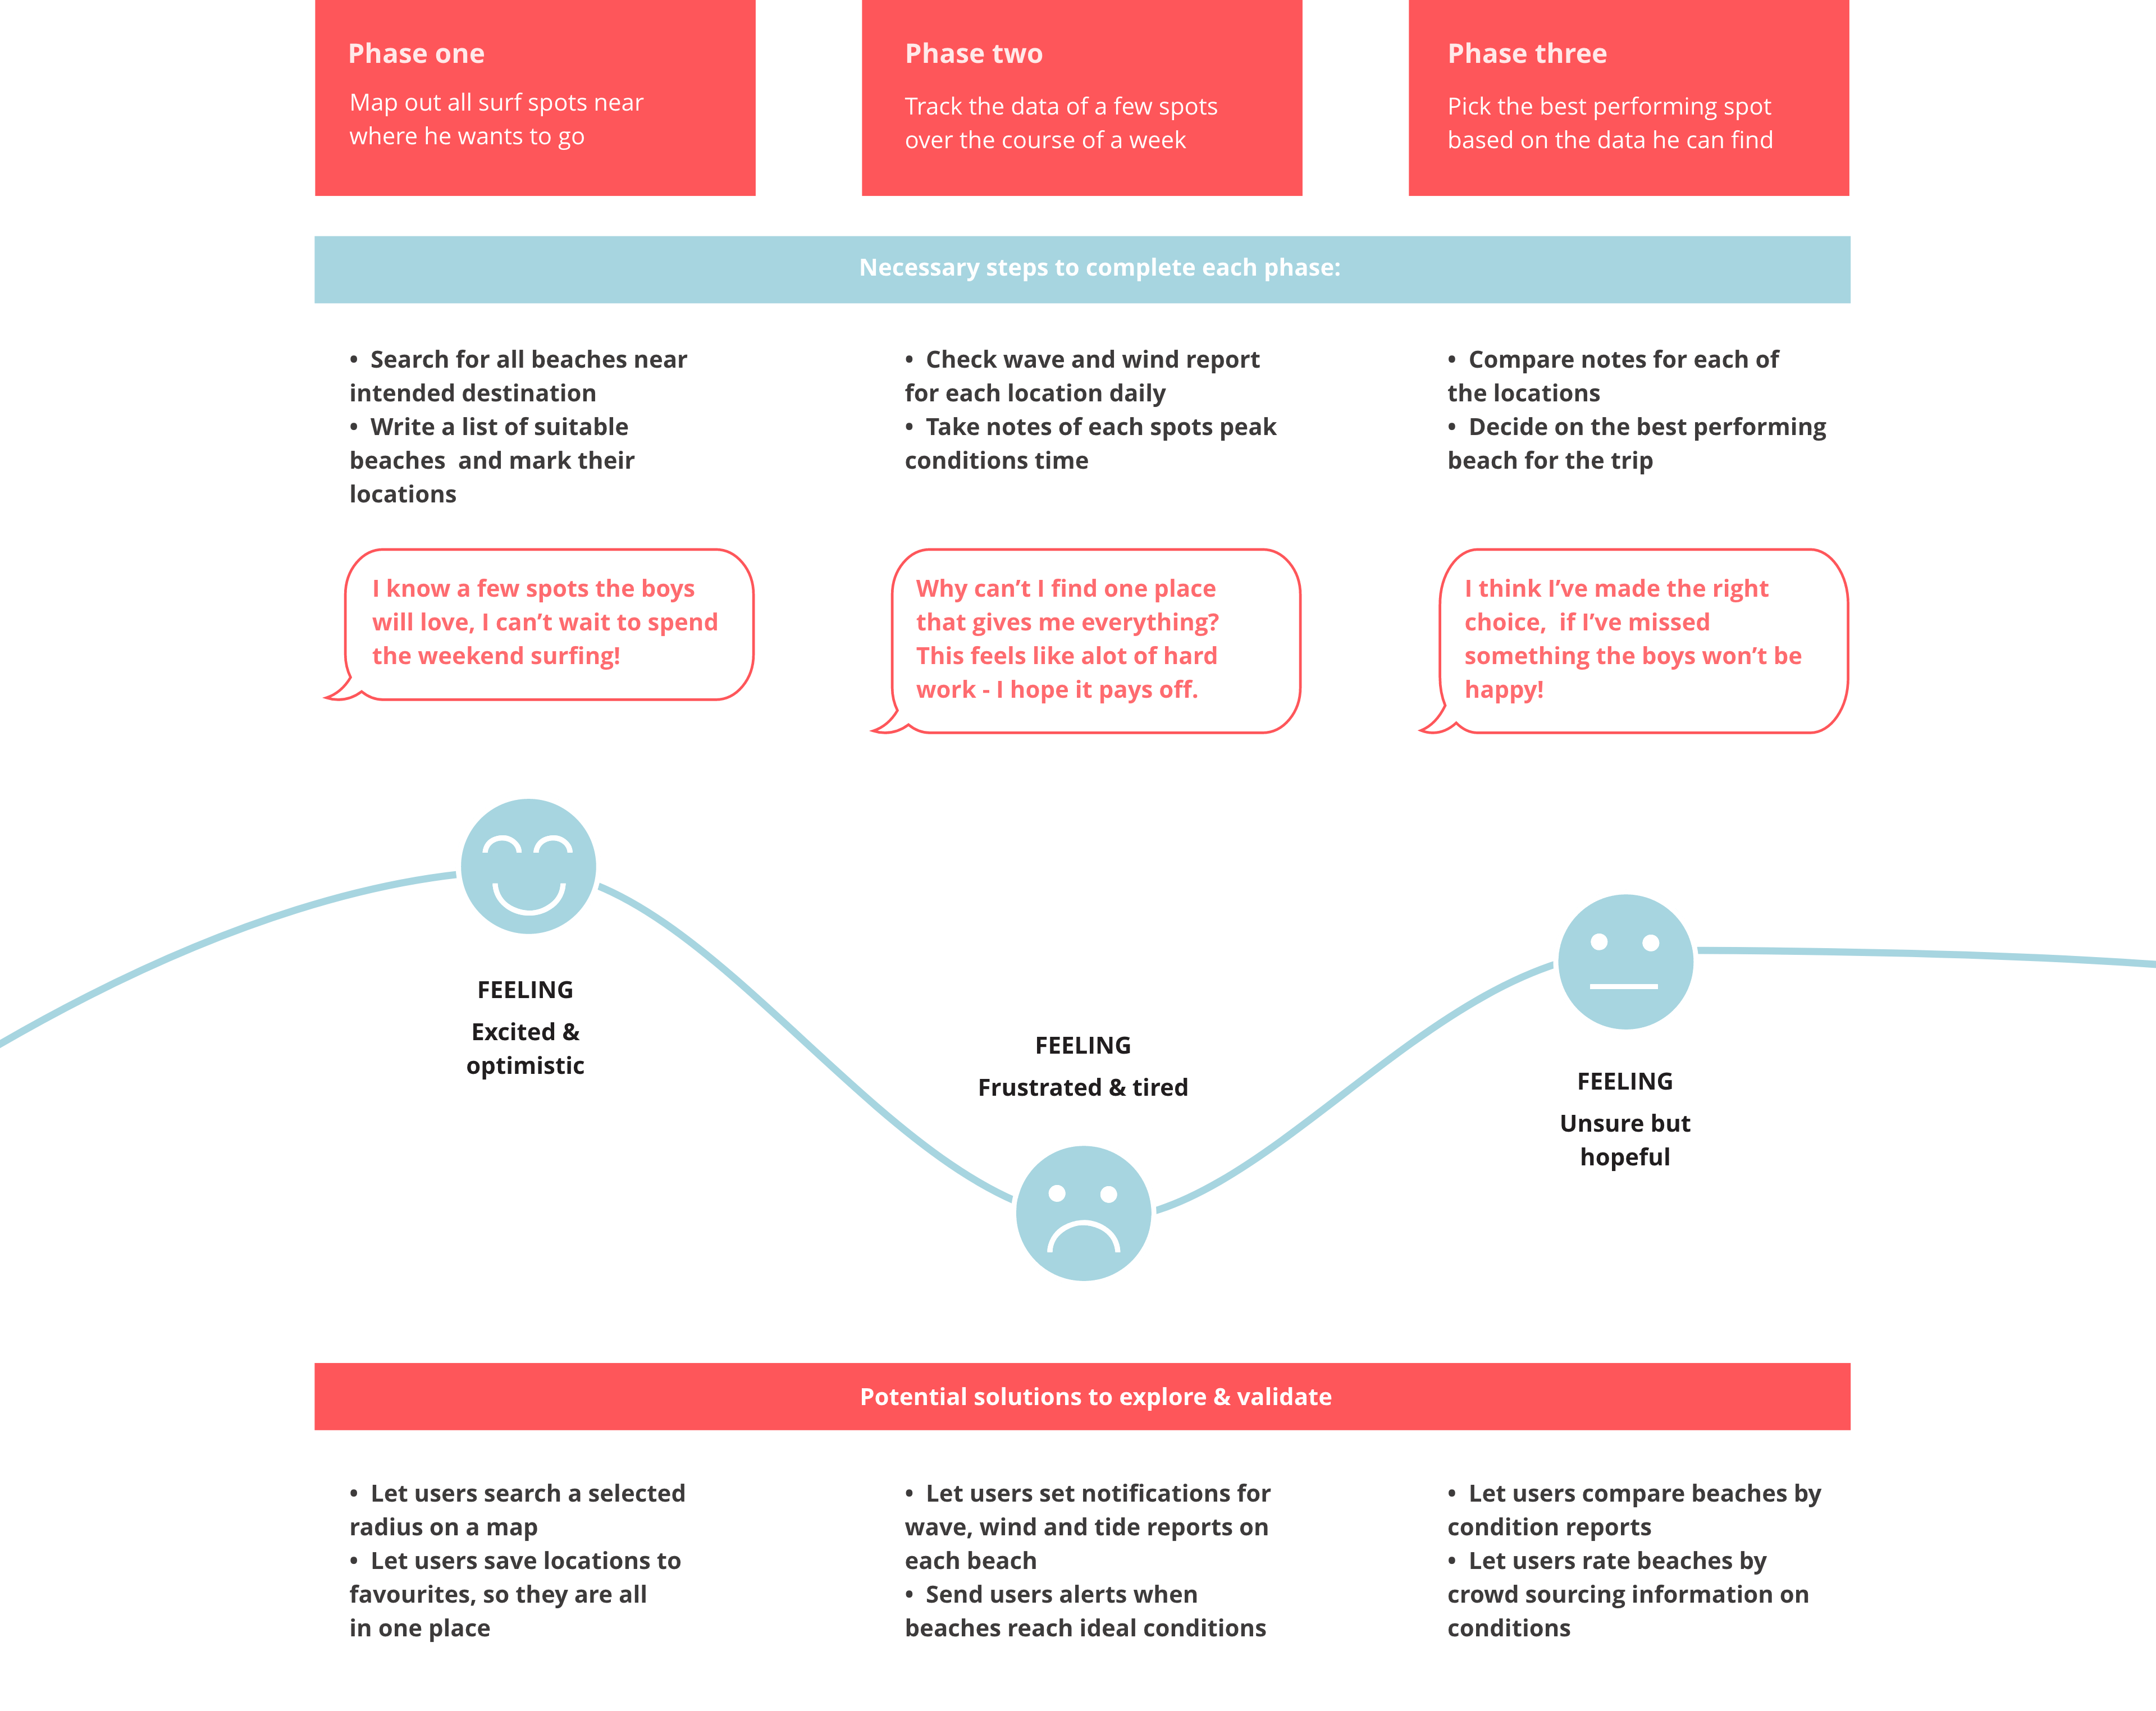 Phase one
Map out all surf spots near
where he wants to go
Phase two
Track the data of a few spots
over the course of a week
Phase three
Pick the best performing spot
based on the data he can find
Necessary steps to complete each phase:
• Search for all beaches near
intended destination
• Write a list of suitable
beaches  and mark their
locations
• Check wave and wind report
for each location daily
• Take notes of each spots peak
conditions time
• Compare notes for each of
the locations
• Decide on the best performing
beach for the trip
I know a few spots the boys
will love, I can’t wait to spend
the weekend surfing!
Why can’t I find one place
that gives me everything?
This feels like alot of hard
work - I hope it pays off.
I think I’ve made the right
choice,  if I’ve missed
something the boys won’t be
happy!
FEELING
Excited &
optimistic
FEELING
Frustrated & tired
FEELING
Unsure but
hopeful
Potential solutions to explore & validate
• Let users search a selected
radius on a map
• Let users save locations to
favourites, so they are all
in one place
• Let users set notifications for
wave, wind and tide reports on
each beach
• Send users alerts when
beaches reach ideal conditions
• Let users compare beaches by
condition reports
• Let users rate beaches by
crowd sourcing information on
conditions